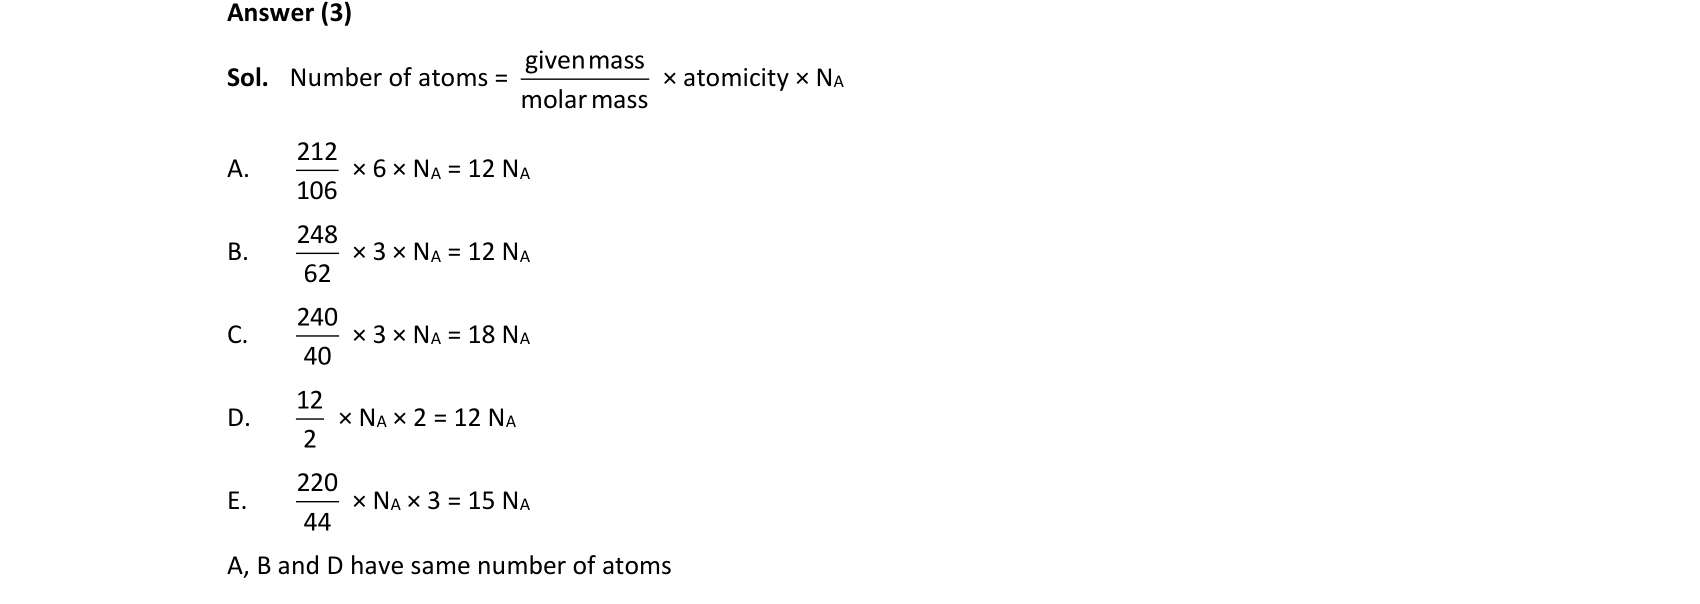 Answer (3)
Sol. Number of atoms = given mass / molar mass × atomicity × NA
A. 212/106 × 6 × NA = 12 NA
B. 248/62 × 3 × NA = 12 NA
C. 240/40 × 3 × NA = 18 NA
D. 12/2 × NA × 2 = 12 NA
E. 220/44 × NA × 3 = 15 NA
A, B and D have same number of atoms